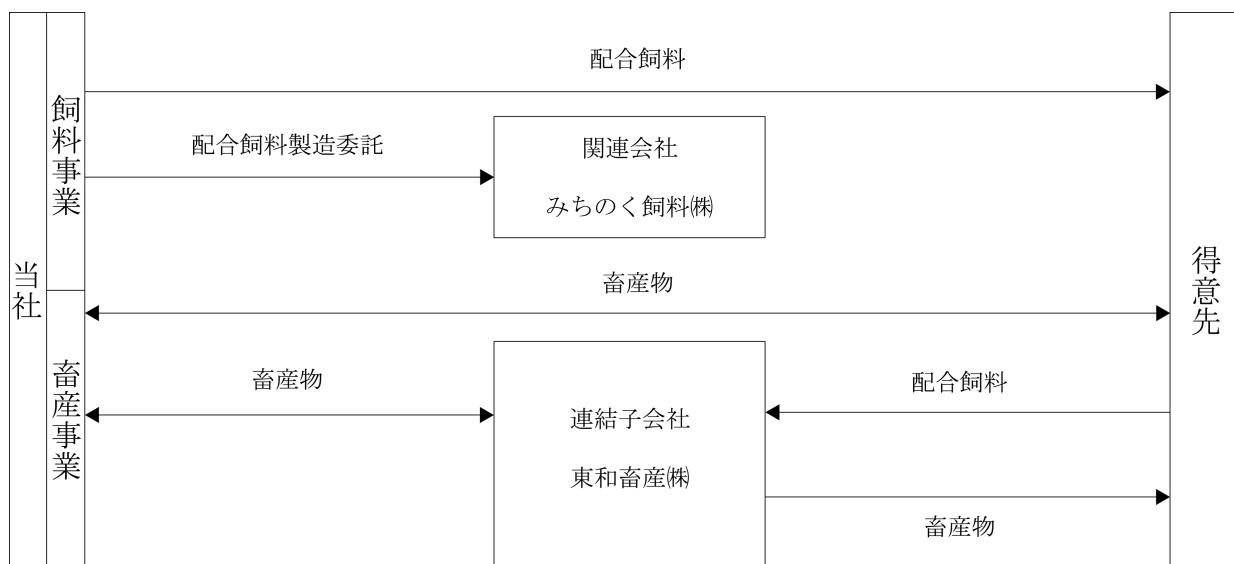 当社
飼料事業
畜産事業
配合飼料
配合飼料製造委託
関連会社
みちのく飼料㈱
畜産物
畜産物
連結子会社
東和畜産㈱
配合飼料
畜産物
得意先